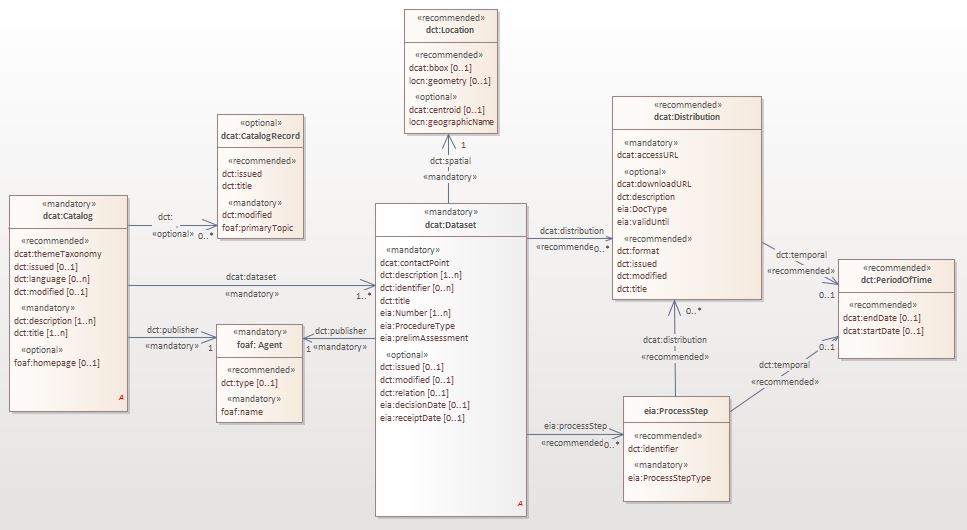 «recommended»
dct:Location
«recommended»
dcat:bbox [0..1]
locn:geometry [0..1]
«optional»
dcat:centroid [0..1]
locn:geographicName
«optional»
dcat:CatalogRecord
«recommended»
dct:issued
dct:title
«mandatory»
dct:modified
foaf:primaryTopic
«recommended»
dcat:Distribution
«mandatory»
dcat:accessURL
«optional»
dcat:downloadURL
dct:description
eia:DocType
eia:validUntil
«recommended»
dct:format
dct:issued
dct:modified
dct:title
1
dct:spatial
«mandatory»
«mandatory»
dcat:Catalog
«recommended»
dcat:themeTaxonomy
dct:issued [0..1]
dct:language [0..n]
dct:modified [0..1]
«mandatory»
dct:description [1..n]
dct:title [1..n]
«optional»
foaf:homepage [0..1]
A
dct:
«optional»
0..*
dcat:dataset
«mandatory»
1..*
dct:publisher
«mandatory»
1
«mandatory»
foaf: Agent
«recommended»
dct:type [0..1]
«mandatory»
foaf:name
dct:publisher
«mandatory»
1
«mandatory»
dcat:Dataset
«mandatory»
dcat:contactPoint
dct:description [1..n]
dct:identifier [0..n]
dct:title
eia:Number [1..n]
eia:ProcedureType
eia:prelimAssessment
«optional»
dct:issued [0..1]
dct:modified [0..1]
dct:relation [0..1]
eia:decisionDate [0..1]
eia:receiptDate [0..1]
A
dcat:distribution
«recommende
0..*
dct:temporal
«recommended»
0..1
«recommended»
dct:PeriodOfTime
«recommended»
dct:endDate [0..1]
dct:startDate [0..1]
0..*
dcat:distribution
«recommended»
0..1
dct:temporal
«recommended»
eia:processStep
«recommended
0..*
eia:ProcessStep
«recommended»
dct:identifier
«mandatory»
eia:ProcessStepType